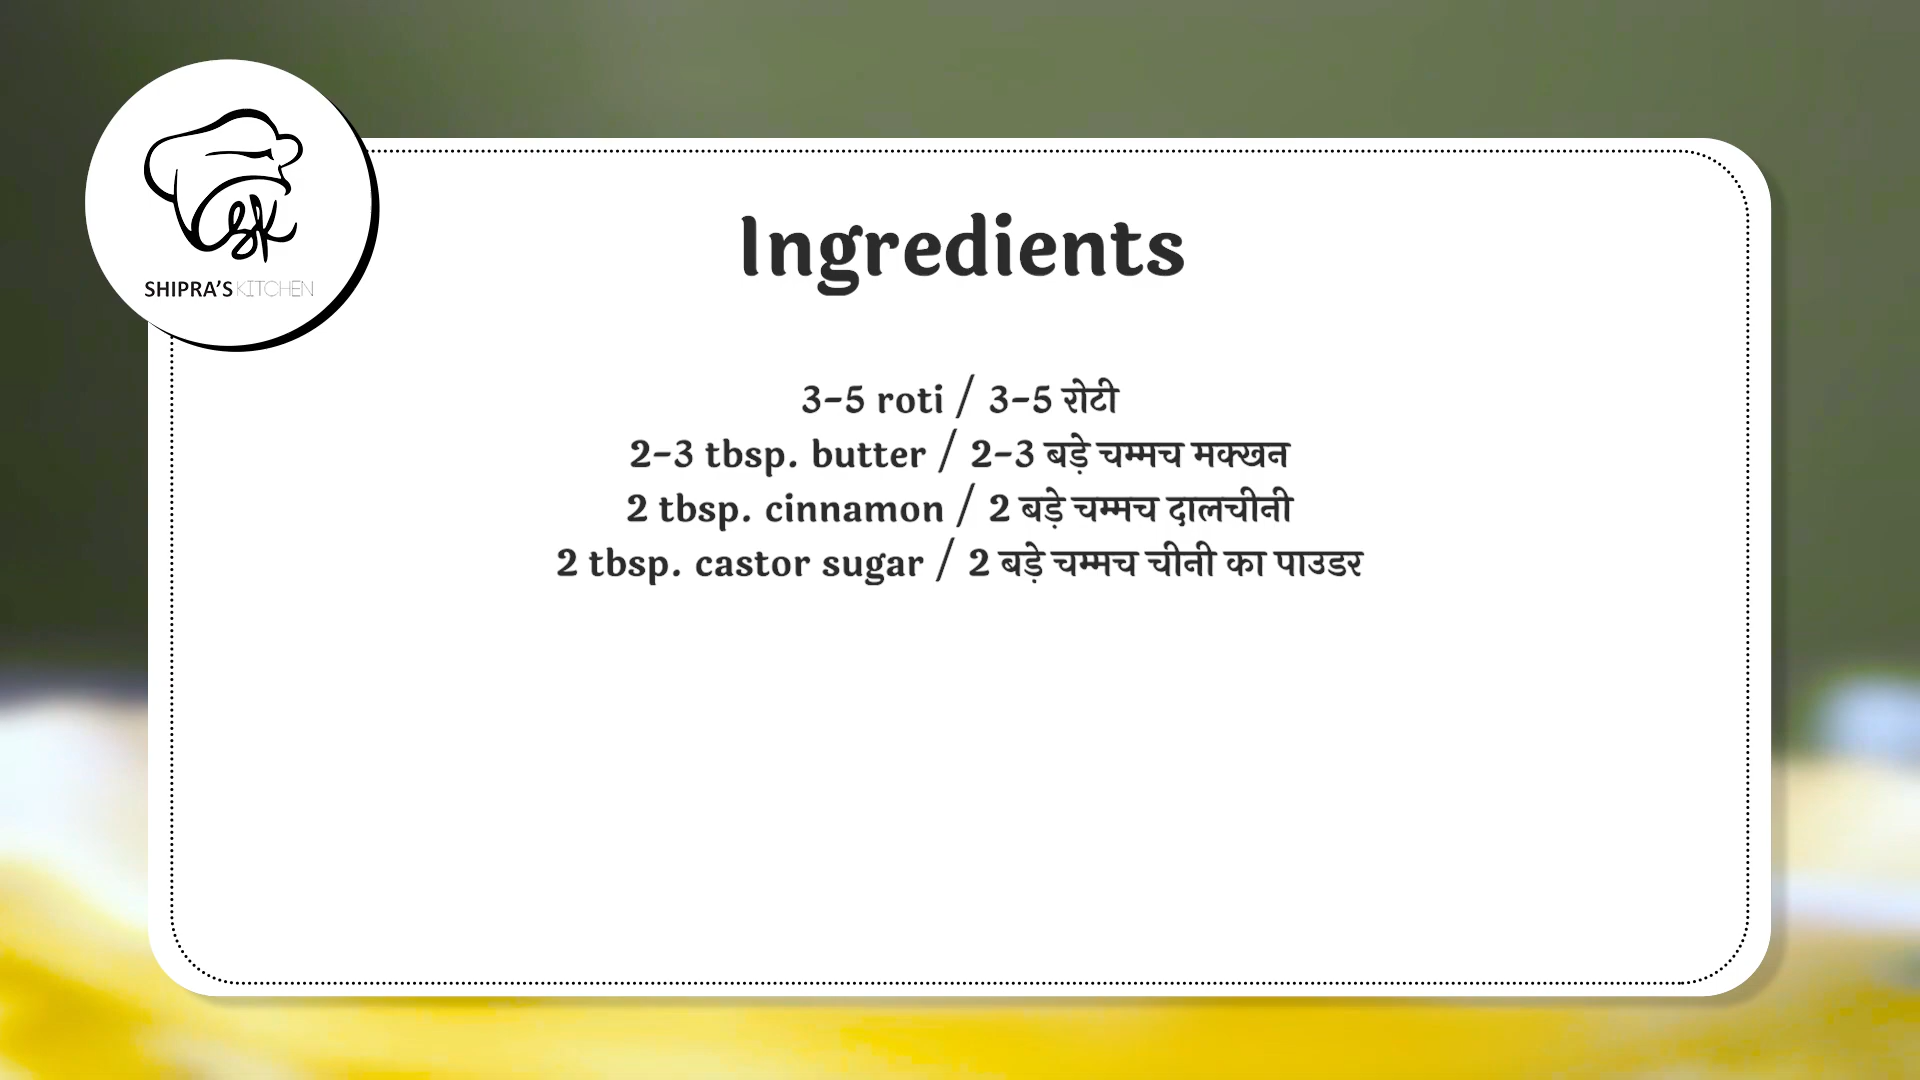 SK
SHIPRA'S KITCHEN
Ingredients
3-5 roti / 3-5 रोटी
2-3 tbsp. butter / 2-3 बड़े चम्मच मक्खन
2 tbsp. cinnamon / 2 बड़े चम्मच दालचीनी
2 tbsp. castor sugar / 2 बड़े चम्मच चीनी का पाउडर